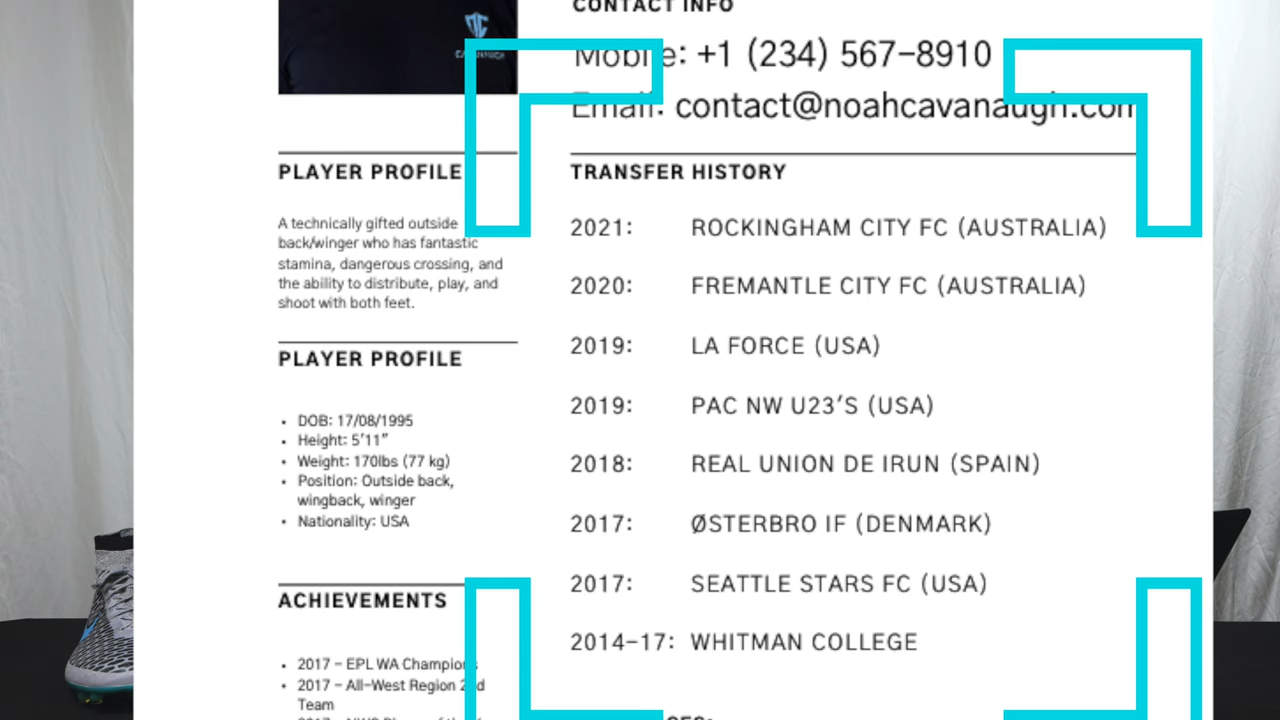 CONTACT INFO
Mobile: +1 (234) 567-8910
Email: contact@noahcavanaugh.com
PLAYER PROFILE
A technically gifted outside
back/winger who has fantastic
stamina, dangerous crossing, and
the ability to distribute, play, and
shoot with both feet.
PLAYER PROFILE
• DOB: 17/08/1995
• Height: 5'11"
• Weight: 170lbs (77 kg)
• Position: Outside back,
wingback, winger
• Nationality: USA
ACHIEVEMENTS
• 2017 - EPL WA Champions
• 2017 - All-West Region 2nd
Team
TRANSFER HISTORY
2021: ROCKINGHAM CITY FC (AUSTRALIA)
2020: FREMANTLE CITY FC (AUSTRALIA)
2019: LA FORCE (USA)
2019: PAC NW U23'S (USA)
2018: REAL UNION DE IRUN (SPAIN)
2017: ØSTERBRO IF (DENMARK)
2017: SEATTLE STARS FC (USA)
2014-17: WHITMAN COLLEGE